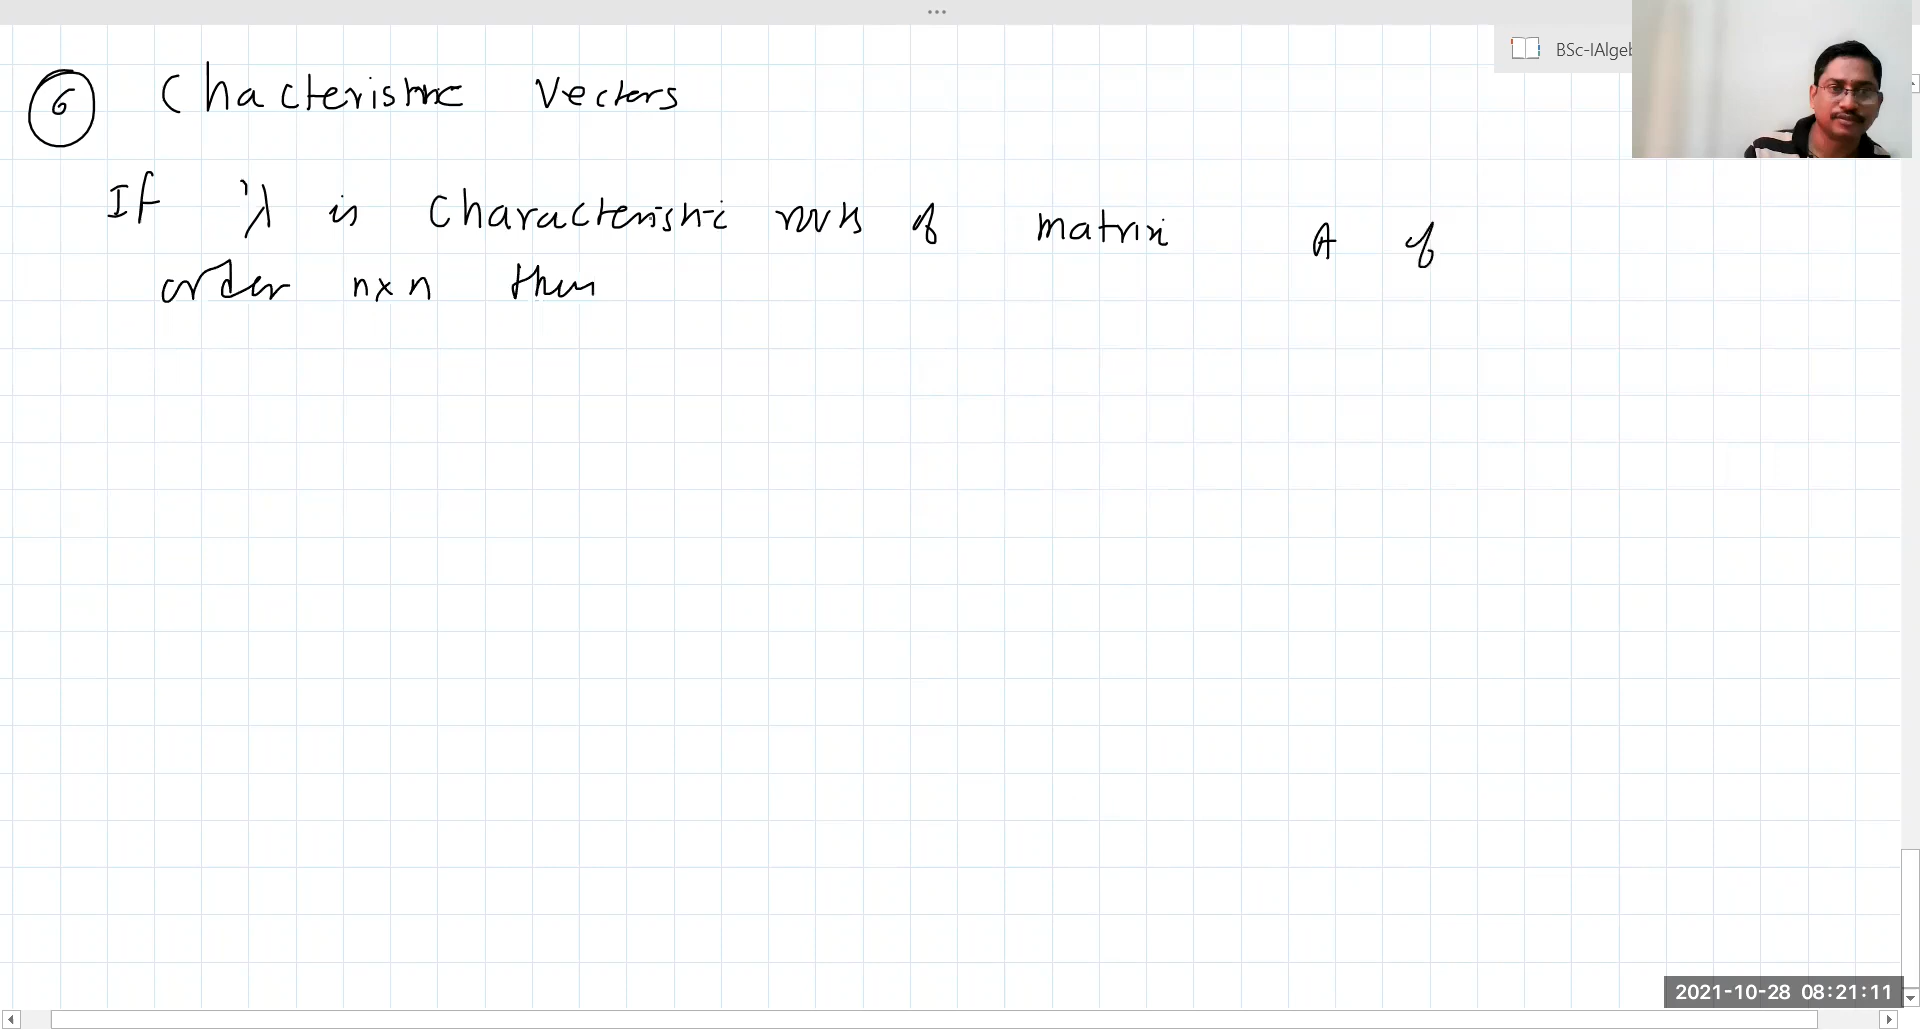 BSc-IAlgeb
6 Chacteristic Vectors
If 'λ is Characteristic roots of matrix A of
order n×n then
2021-10-28 08:21:11